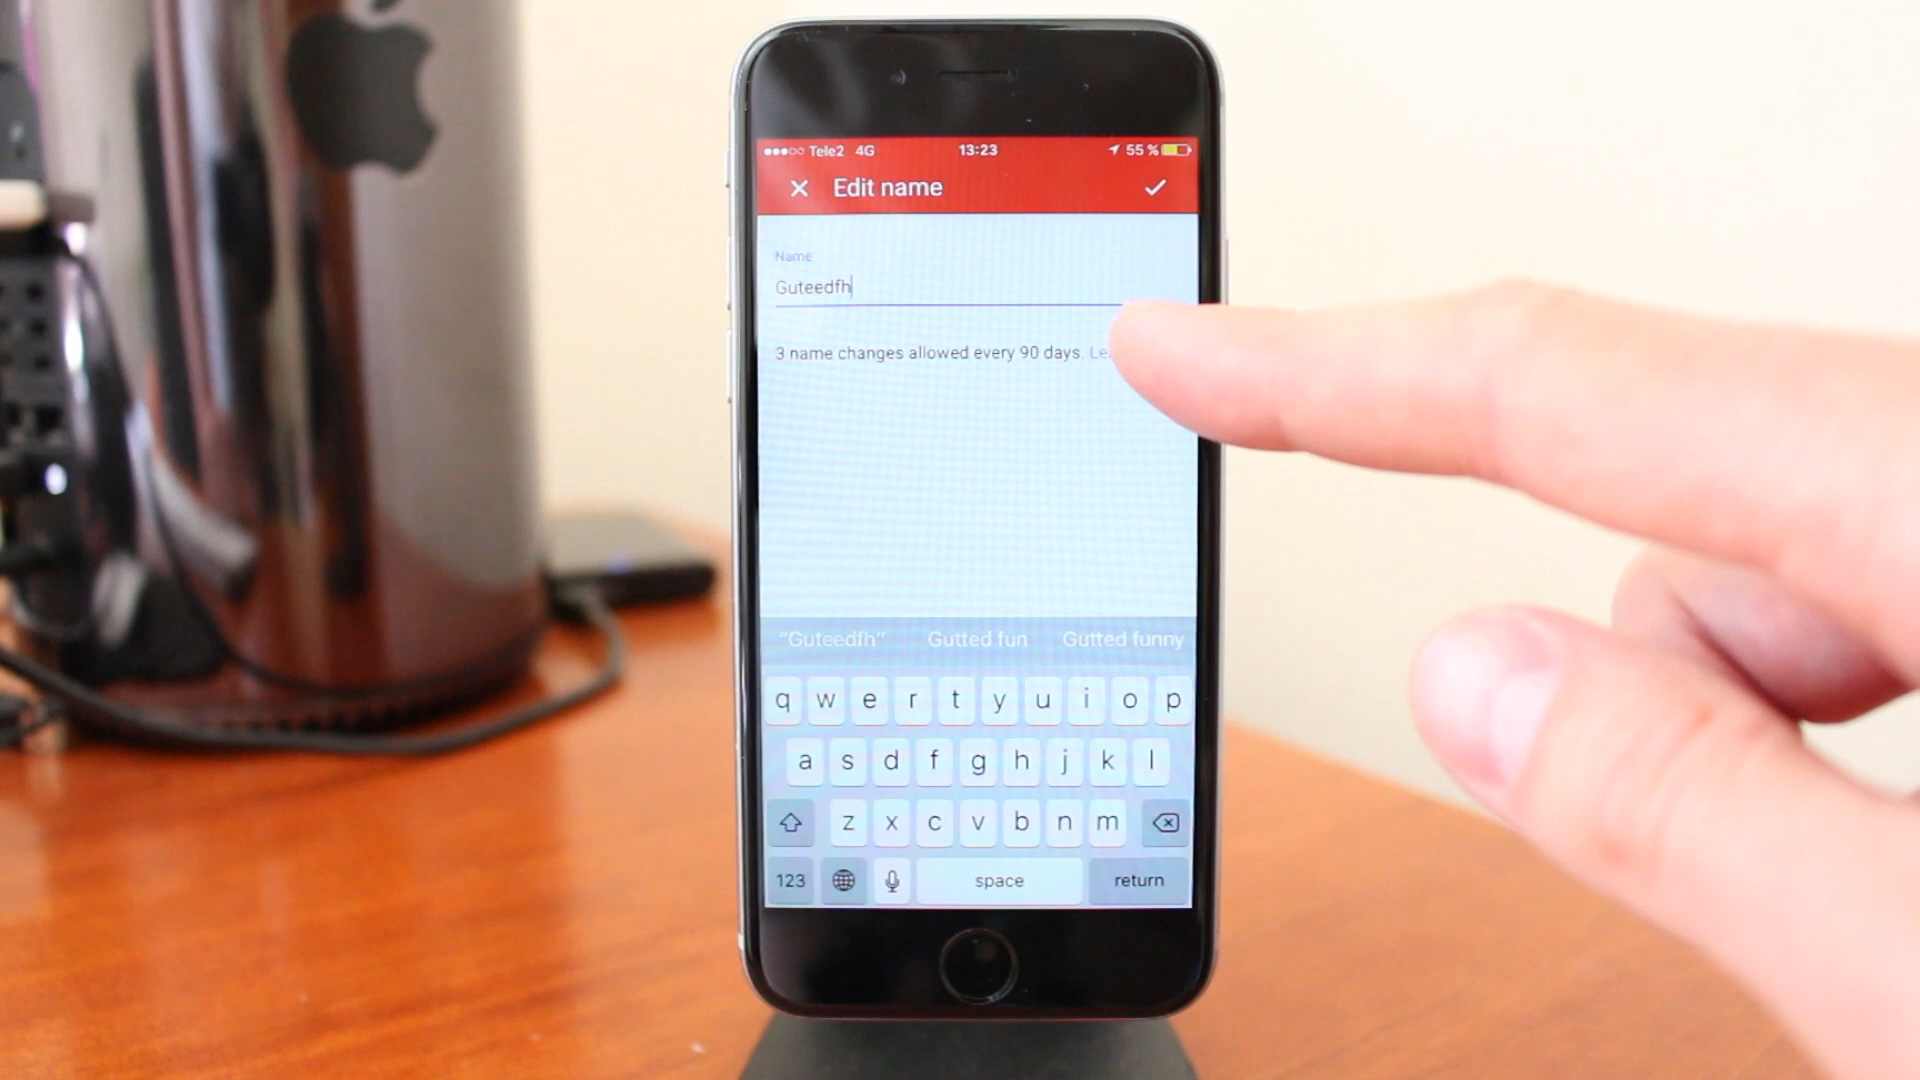 Tele2 4G 13:23 55 %
Edit name
Name
Guteedfh
3 name changes allowed every 90 days.
"Guteedfh" Gutted fun Gutted funny
q w e r t y u i o p
a s d f g h j k l
z x c v b n m
123 space return